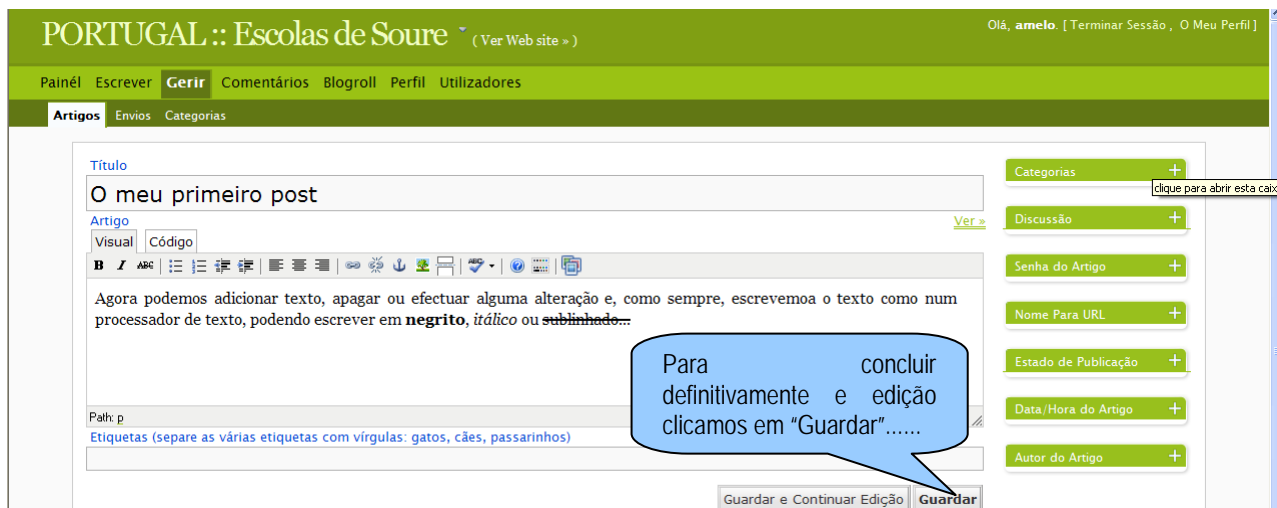 PORTUGAL :: Escolas de Soure ( Ver Web site » )
Olá, amelo. [ Terminar Sessão , O Meu Perfil ]
Painél Escrever Gerir Comentários Blogroll Perfil Utilizadores
Artigos Envios Categorias
Título
O meu primeiro post
Artigo
Ver »
Visual Código
B I ABC
Agora podemos adicionar texto, apagar ou efectuar alguma alteração e, como sempre, escrevemoa o texto como num
processador de texto, podendo escrever em negrito, itálico ou sublinhado...
Path: p
Etiquetas (separe as várias etiquetas com vírgulas: gatos, cães, passarinhos)
Guardar e Continuar Edição Guardar
Para concluir
definitivamente e edição
clicamos em “Guardar”......
Categorias
clique para abrir esta caix
Discussão
Senha do Artigo
Nome Para URL
Estado de Publicação
Data/Hora do Artigo
Autor do Artigo